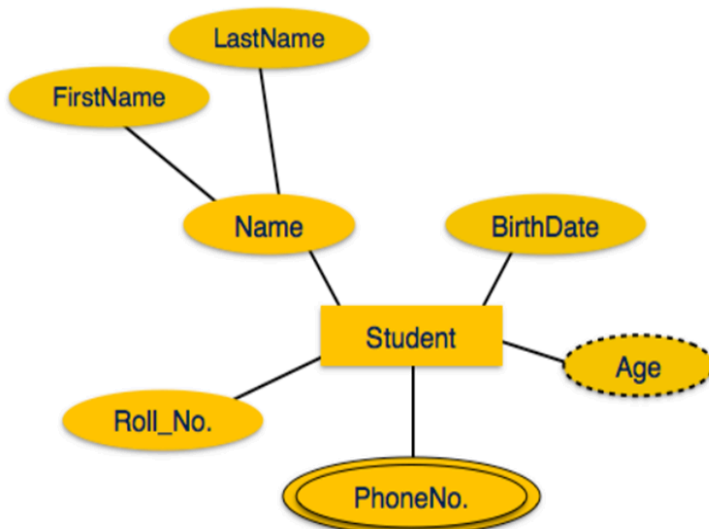 LastName
FirstName
Name
BirthDate
Student
Age
Roll_No.
PhoneNo.